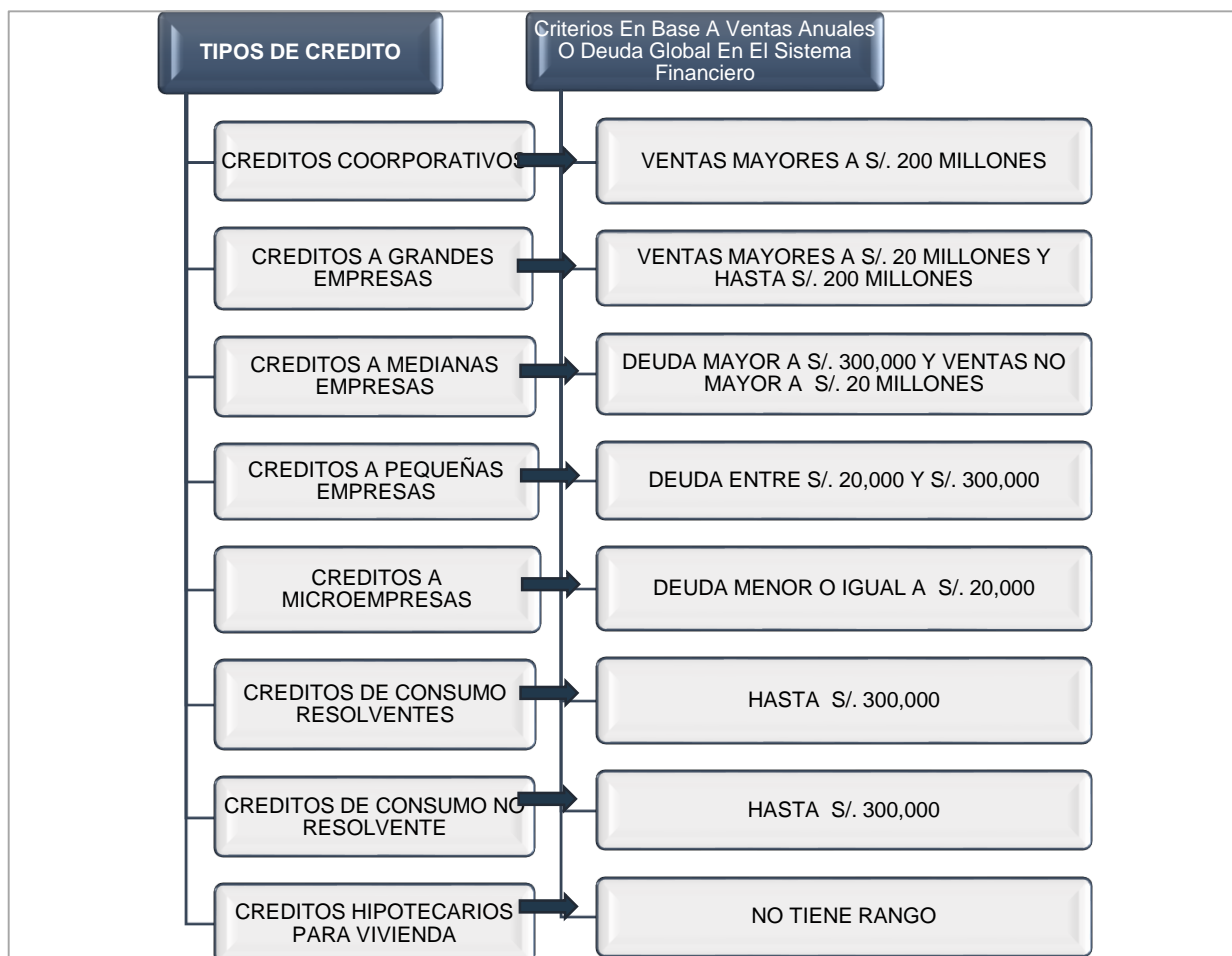 TIPOS DE CREDITO
Criterios En Base A Ventas Anuales
O Deuda Global En El Sistema
Financiero
CREDITOS COORPORATIVOS
VENTAS MAYORES A S/. 200 MILLONES
CREDITOS A GRANDES
EMPRESAS
VENTAS MAYORES A S/. 20 MILLONES Y
HASTA S/. 200 MILLONES
CREDITOS A MEDIANAS
EMPRESAS
DEUDA MAYOR A S/. 300,000 Y VENTAS NO
MAYOR A S/. 20 MILLONES
CREDITOS A PEQUEÑAS
EMPRESAS
DEUDA ENTRE S/. 20,000 Y S/. 300,000
CREDITOS A
MICROEMPRESAS
DEUDA MENOR O IGUAL A S/. 20,000
CREDITOS DE CONSUMO
RESOLVENTES
HASTA S/. 300,000
CREDITOS DE CONSUMO NO
RESOLVENTE
HASTA S/. 300,000
CREDITOS HIPOTECARIOS
PARA VIVIENDA
NO TIENE RANGO